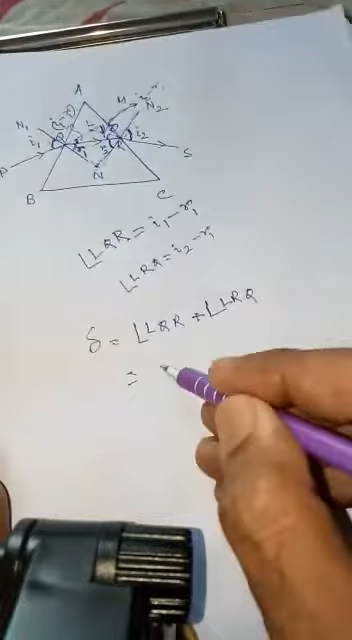 A
N₁
M
N₂
i₁
i₂
P
S
N
B
C
∠LQR = i₁ - r₁
∠LRQ = i₂ - r₂
δ = ∠LQR + ∠LRQ
=